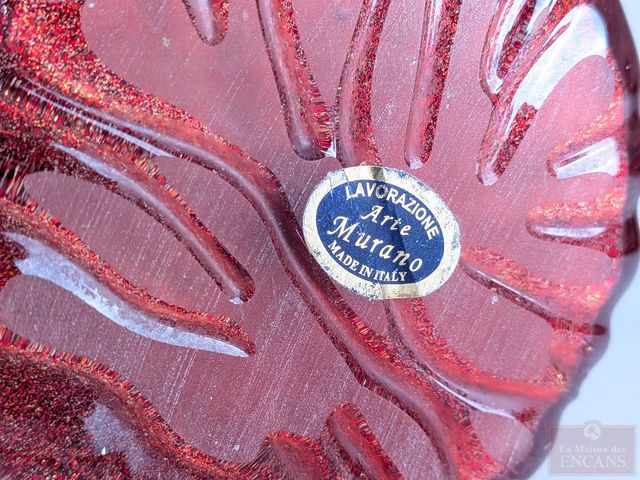 LAVORAZIONE
Arte
Murano
MADE IN ITALY
La Maison des
ENCANS